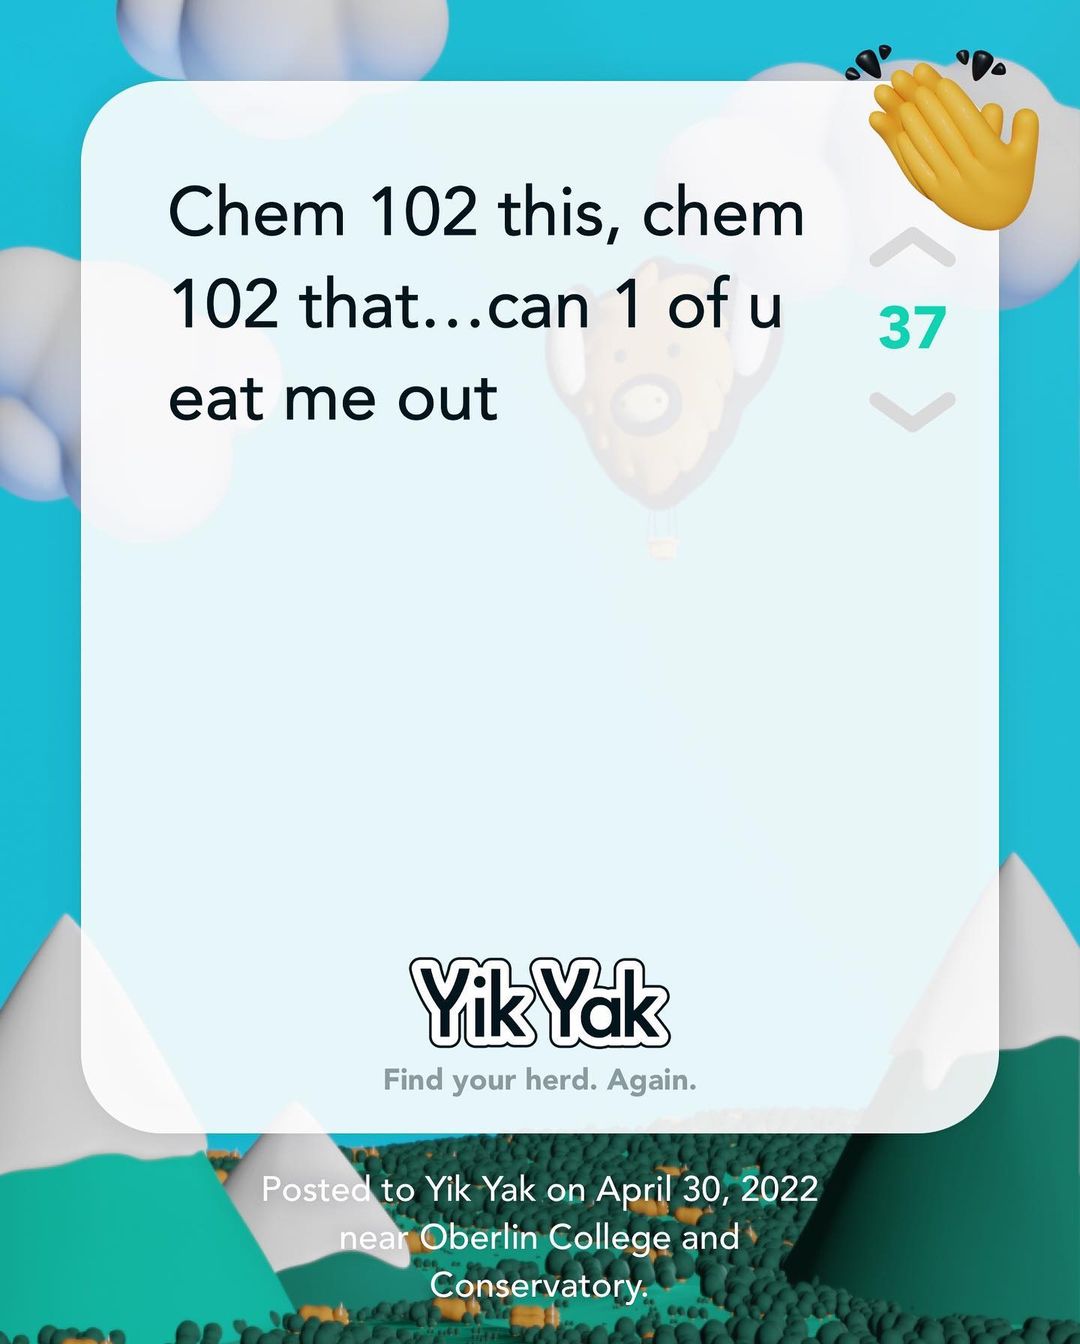 Chem 102 this, chem
102 that...can 1 of u
eat me out
37
Yik Yak
Find your herd. Again.
Posted to Yik Yak on April 30, 2022
near Oberlin College and
Conservatory.